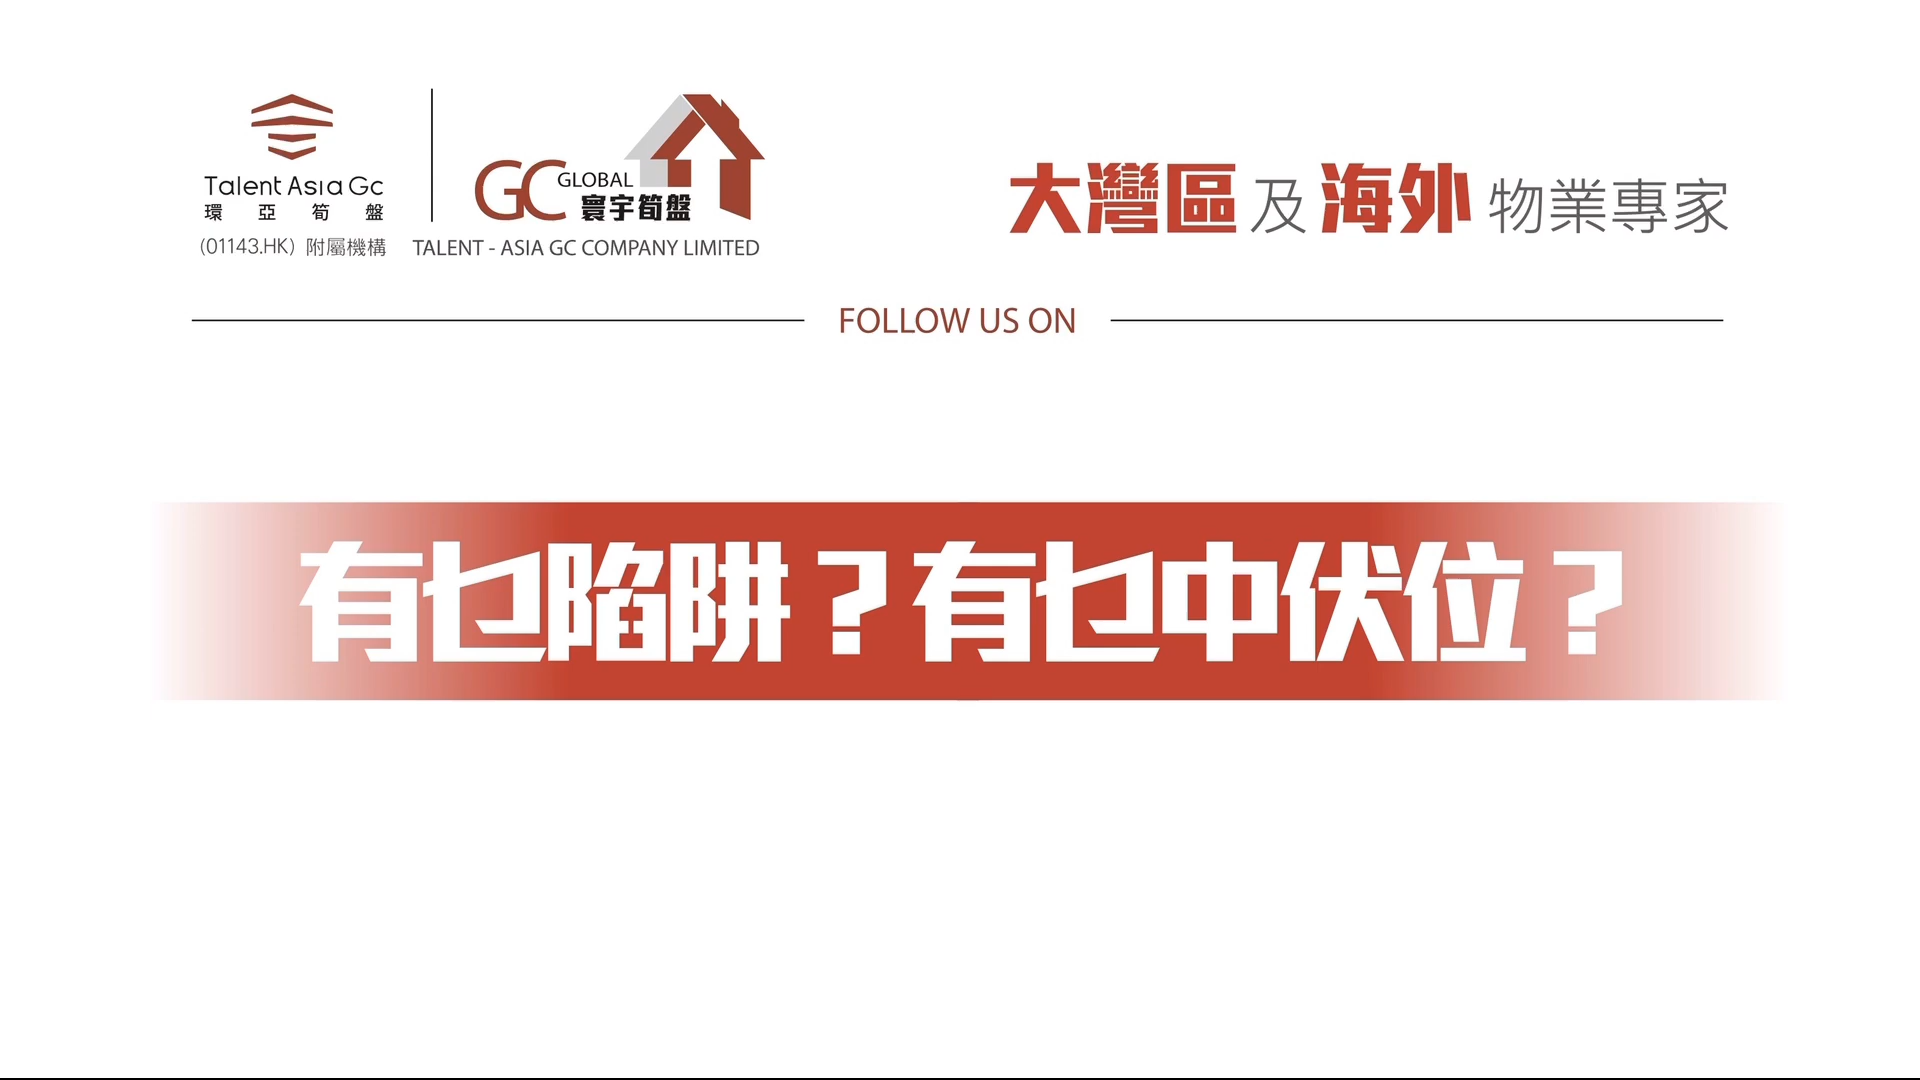 Talent Asia Gc
環亞筍盤
(01143.HK) 附屬機構
GC GLOBAL
寰宇筍盤
TALENT - ASIA GC COMPANY LIMITED
大灣區及海外物業專家
FOLLOW US ON
有乜陷阱？有乜中伏位？